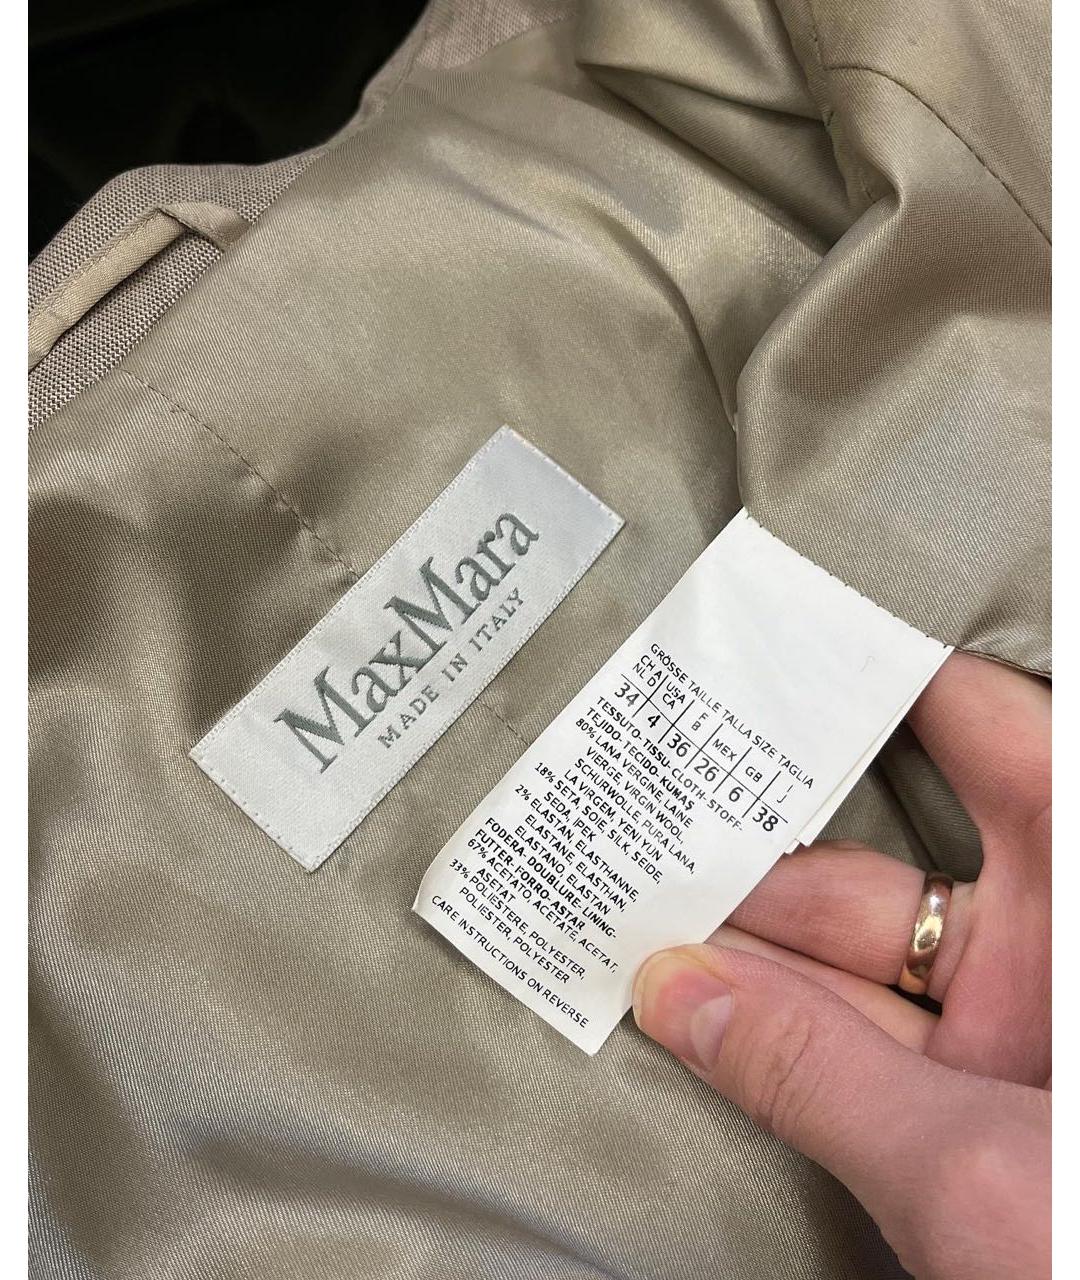 MaxMara
MADE IN ITALY
GRÖSSE TAILLE TALLA SIZE TAGLIA
CH A USA F MEX GB I
NL D CA B J
34 4 36 26 6 38
TESSUTO-TISSU-CLOTH-STOFF-
TEJIDO-TECIDO-KUMAŞ
80% LANA VERGINE, LAINE
VIERGE, VIRGIN WOOL,
SCHURWOLLE, PURA LANA,
LA VIRGEM, YENI YUN
18% SETA, SOIE, SILK, SEIDE,
SEDA, IPEK
2% ELASTAN, ELASTHANNE,
ELASTANE, ELASTHAN,
ELASTANO, ELASTAN
FODERA-DOUBLURE-LINING-
FUTTER-FORRO-ASTAR
67% ACETATO, ACETATE, ACETAT,
ASETAT
33% POLIESTERE, POLYESTER,
POLIESTER, POLYESTER
CARE INSTRUCTIONS ON REVERSE